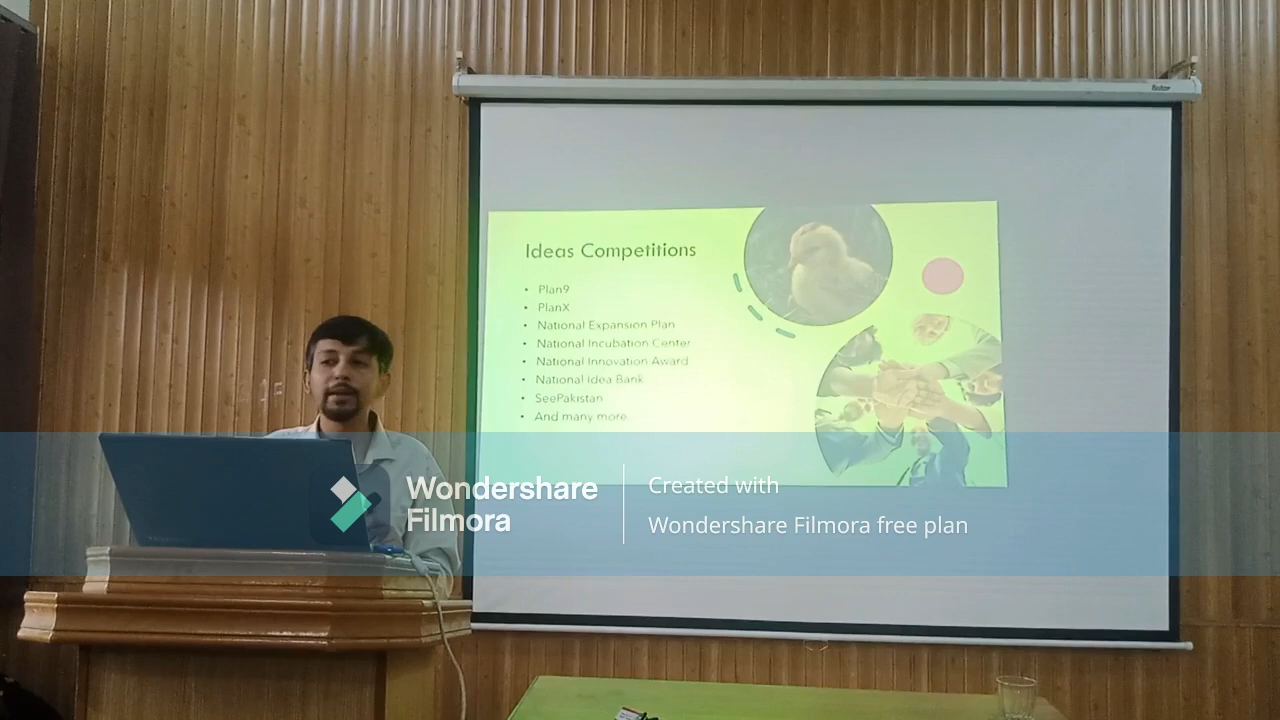 Ideas Competitions
• Plan9
• PlanX
• National Expansion Plan
• National Incubation Center
• National Innovation Award
• National Idea Bank
• SeePakistan
• And many more
Wondershare
Filmora
Created with
Wondershare Filmora free plan